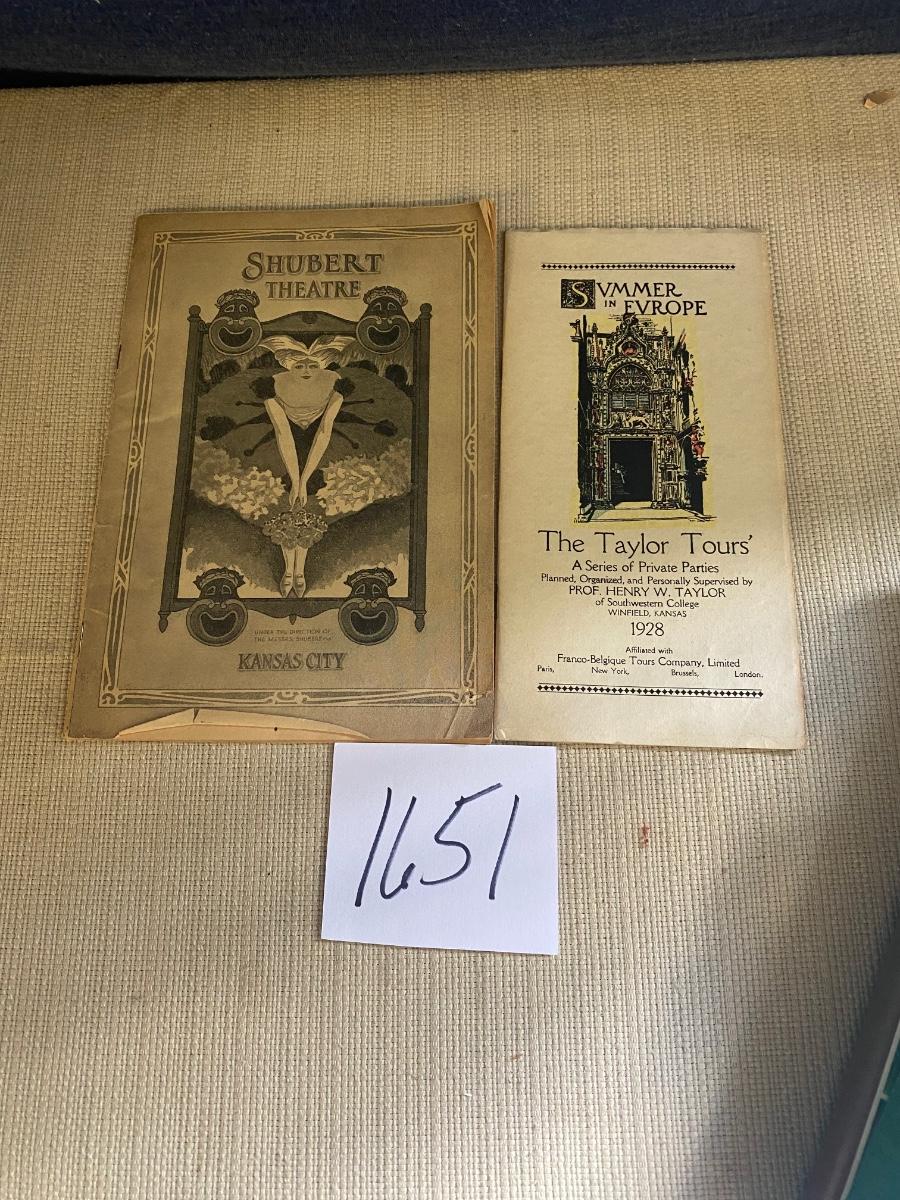 SHUBERT
THEATRE
UNDER THE DIRECTION OF
THE MESSRS. SHUBERT
KANSAS CITY
SVMMER
IN EVROPE
The Taylor Tours'
A Series of Private Parties
Planned, Organized, and Personally Supervised by
PROF. HENRY W. TAYLOR
of Southwestern College
WINFIELD, KANSAS
1928
Affiliated with
Franco-Belgique Tours Company, Limited
Paris, New York, Brussels, London.
1651